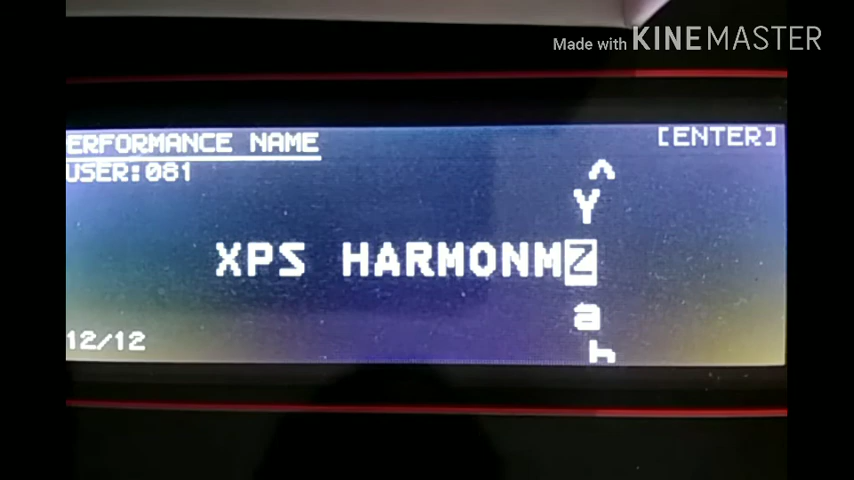 Made with KINEMASTER
ERFORMANCE NAME
[ENTER]
USER:081
^
Y
XPS HARMONMZ
a
b
12/12